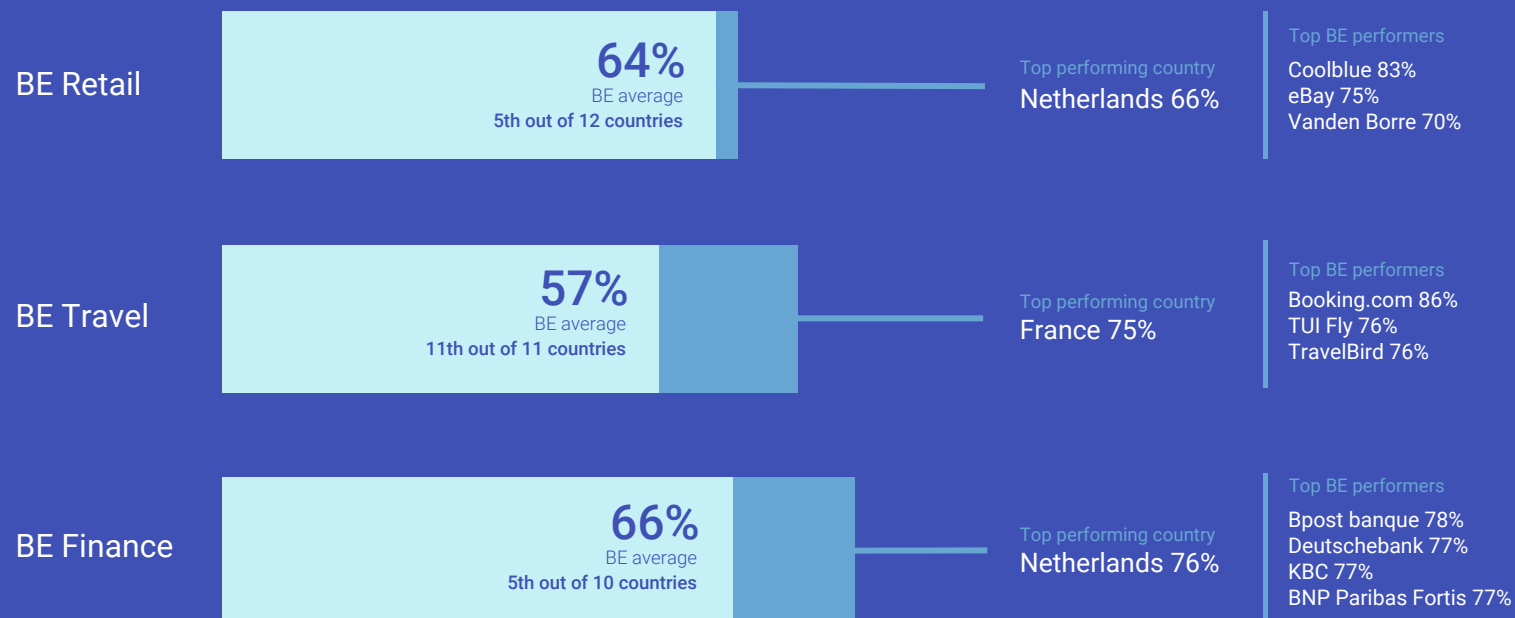 BE Retail
64%
BE average
5th out of 12 countries
Top performing country
Netherlands 66%
Top BE performers
Coolblue 83%
eBay 75%
Vanden Borre 70%
BE Travel
57%
BE average
11th out of 11 countries
Top performing country
France 75%
Top BE performers
Booking.com 86%
TUI Fly 76%
TravelBird 76%
BE Finance
66%
BE average
5th out of 10 countries
Top performing country
Netherlands 76%
Top BE performers
Bpost banque 78%
Deutschebank 77%
KBC 77%
BNP Paribas Fortis 77%